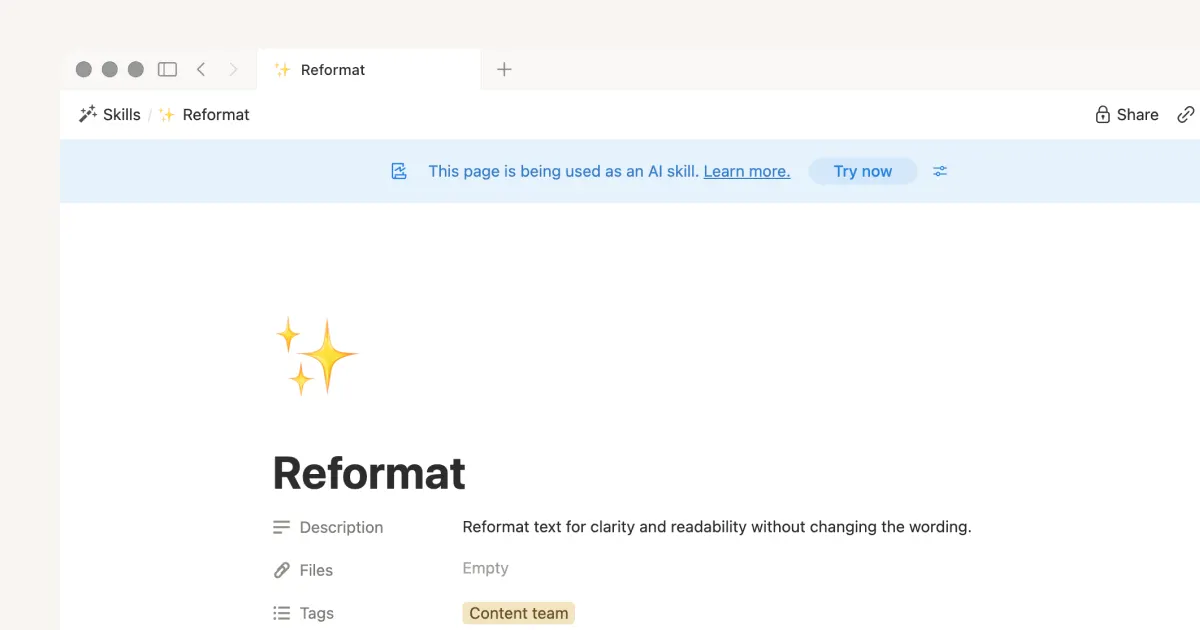 Reformat
Skills / Reformat
Share
This page is being used as an AI skill. Learn more. Try now
Reformat
Description Reformat text for clarity and readability without changing the wording.
Files Empty
Tags Content team